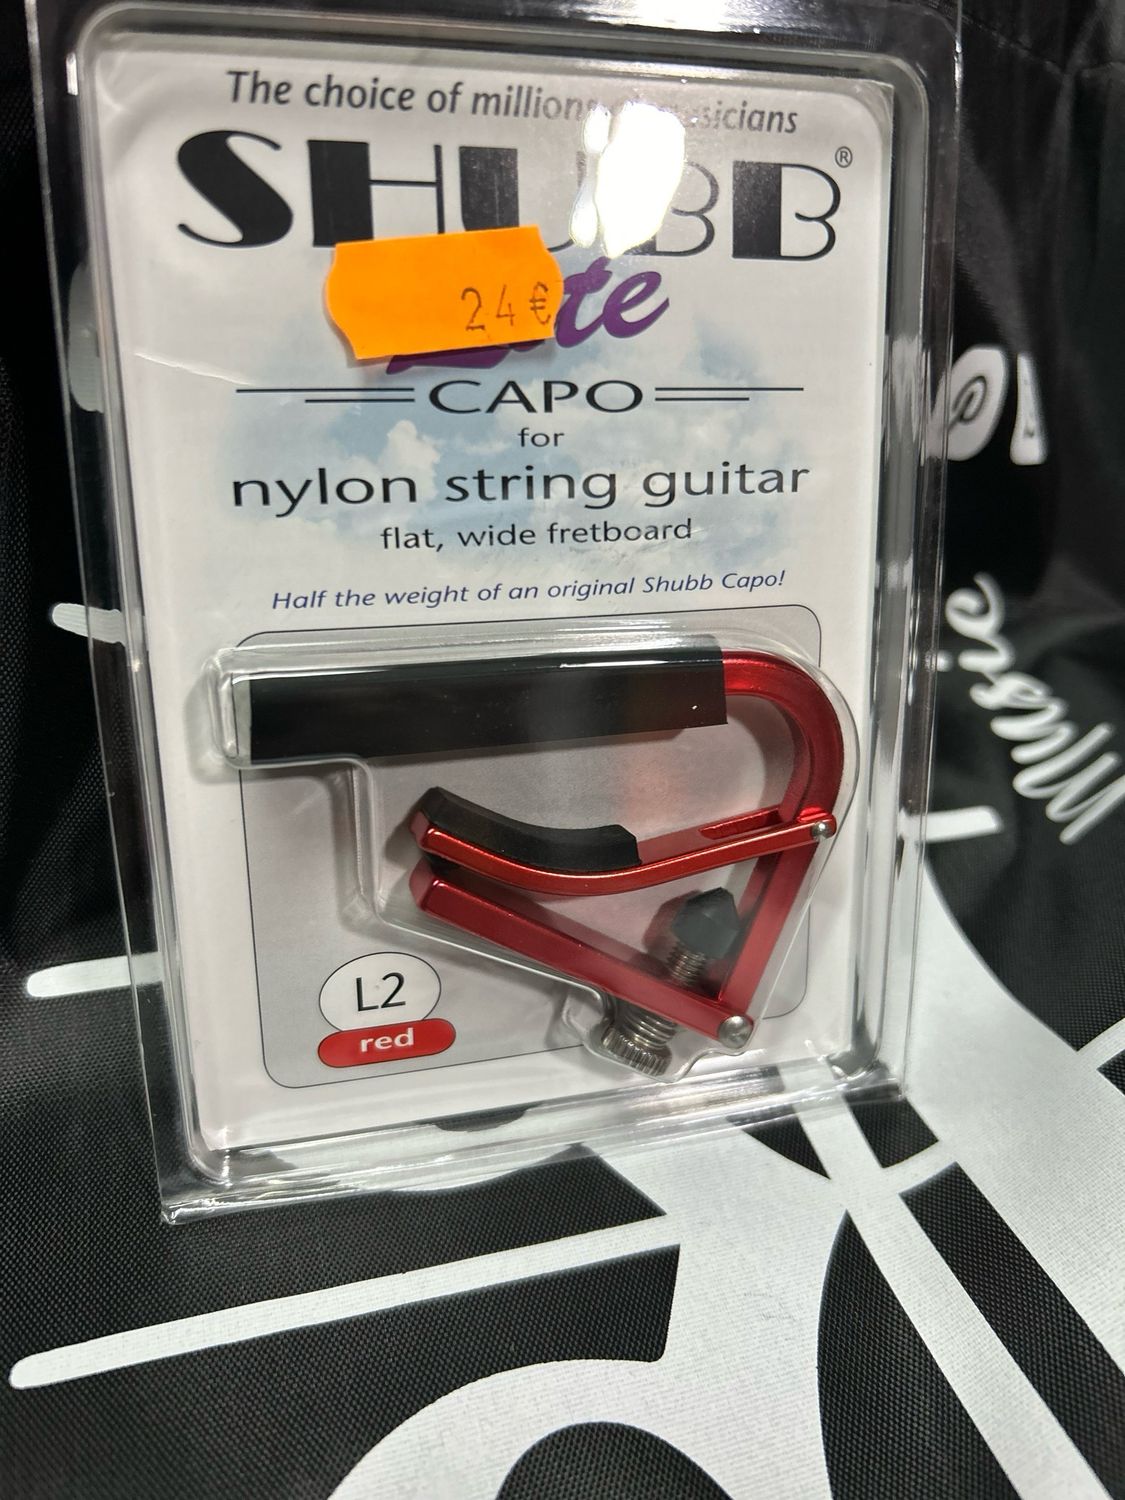 The choice of millions
SHUBB®
24€
CAPO
for
nylon string guitar
flat, wide fretboard
Half the weight of an original Shubb Capo!
L2
red
Music